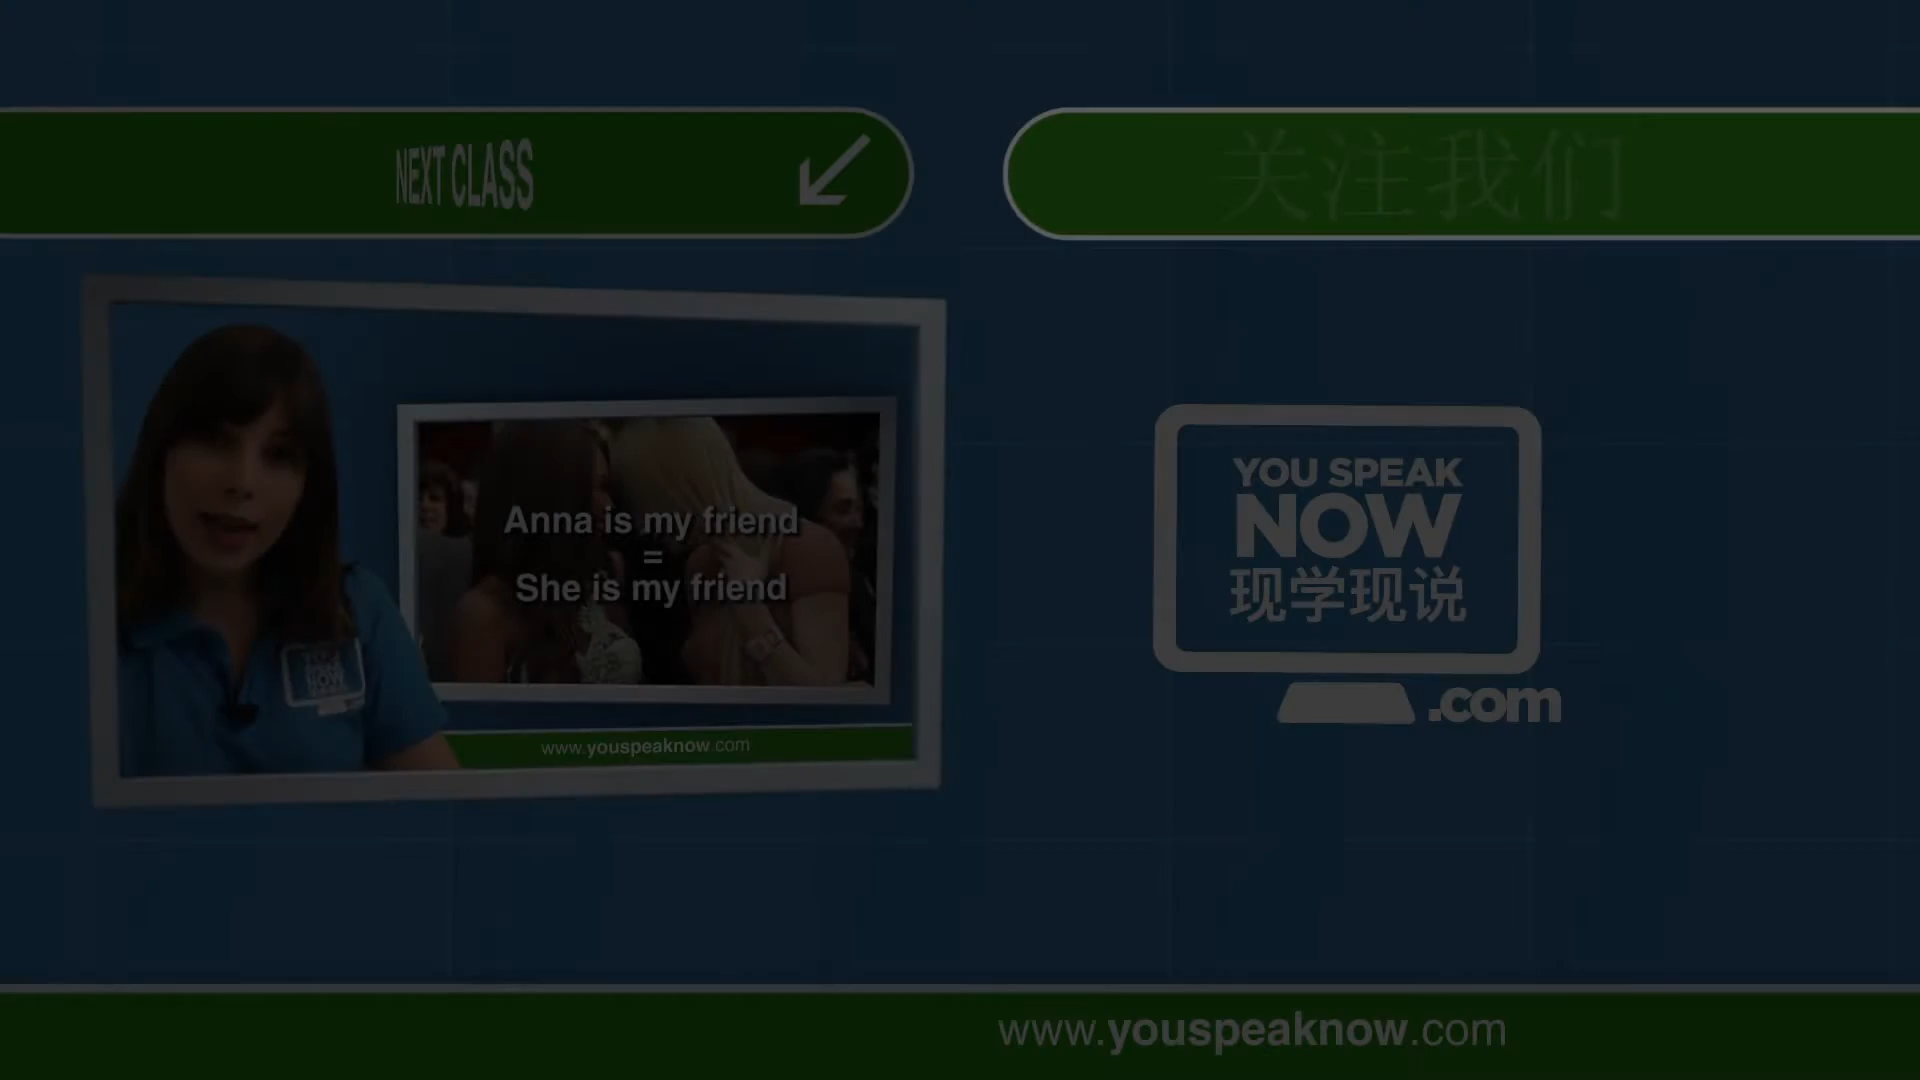 NEXT CLASS
关注我们
Anna is my friend
=
She is my friend
www.youspeaknow.com
YOU SPEAK
NOW
现学现说
.com
www.youspeaknow.com